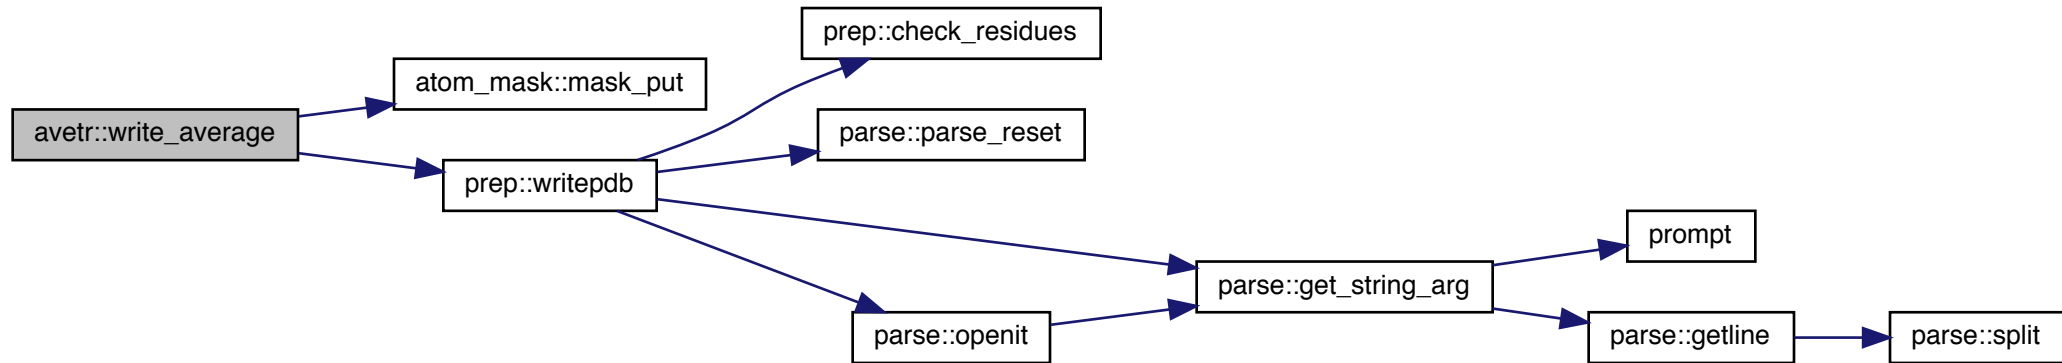 prep::check_residues
atom_mask::mask_put
avetr::write_average
parse::parse_reset
prep::writepdb
prompt
parse::get_string_arg
parse::openit
parse::getline
parse::split